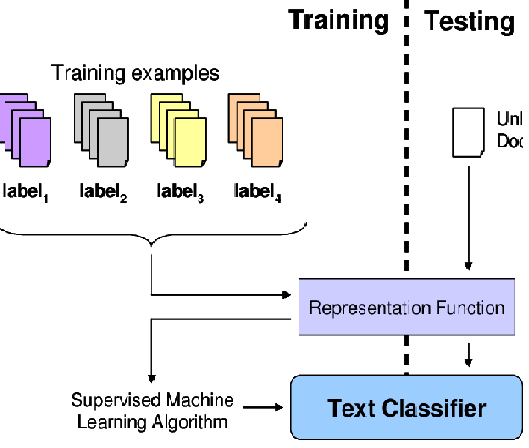 Training Testing
Training examples
label1 label2 label3 label4
Representation Function
Supervised Machine
Learning Algorithm
Text Classifier